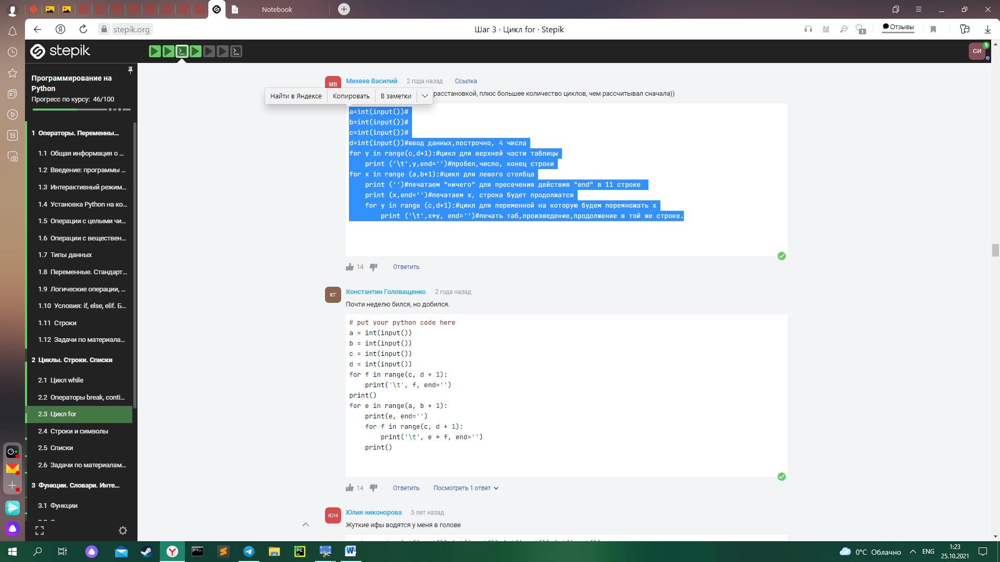 Notebook
stepik.org
Шаг 3 · Цикл for · Stepik
1
Отзывы
stepik
СИ
9
Программирование на
Python
Прогресс по курсу: 46/100
1 Операторы. Переменны...
1.1 Общая информация о ...
1.2 Введение: программы ...
1.3 Интерактивный режим...
1.4 Установка Python на ко...
1.5 Операции с целыми чи...
1.6 Операции с веществен...
1.7 Типы данных
1.8 Переменные. Стандарт...
1.9 Логические операции, ...
1.10 Условия: if, else, elif. Б...
1.11 Строки
1.12 Задачи по материала...
2 Циклы. Строки. Списки
2.1 Цикл while
2.2 Операторы break, conti...
2.3 Цикл for
2.4 Строки и символы
2.5 Списки
2.6 Задачи по материалам...
3 Функции. Словари. Инте...
3.1 Функции
13
МВ
Михеев Василий 2 года назад Ссылка
Найти в Яндексе Копировать В заметки
расстановкой, плюс большее количество циклов, чем рассчитывал сначала))
a=int(input())#
b=int(input())#
c=int(input())#
d=int(input())#ввод данных,построчно, 4 числа
for y in range(c,d+1):#цикл для верхней части таблицы
    print ('\t',y,end='')#пробел,число, конец строки
for x in range (a,b+1):#цикл для левого столбца
    print ('')#печатаем "ничего" для пресечения действия "end" в 11 строке
    print (x,end='')#печатаем x, строка будет продолжатся
    for y in range (c,d+1):#цикл для переменной на которую будем перемножать x
        print ('\t',x*y, end='')#печать таб,произведение,продолжение в той же строке.
14 Ответить
КГ
Константин Головащенко 2 года назад
Почти неделю бился, но добился.
# put your python code here
a = int(input())
b = int(input())
c = int(input())
d = int(input())
for f in range(c, d + 1):
    print('\t', f, end='')
print()
for e in range(a, b + 1):
    print(e, end='')
    for f in range(c, d + 1):
        print('\t', e * f, end='')
    print()
14 Ответить Посмотреть 1 ответ
ЮН
Юлия никонорова 5 лет назад
Жуткие ифы водятся у меня в голове
0°C Облачно
ENG
1:23
25.10.2021